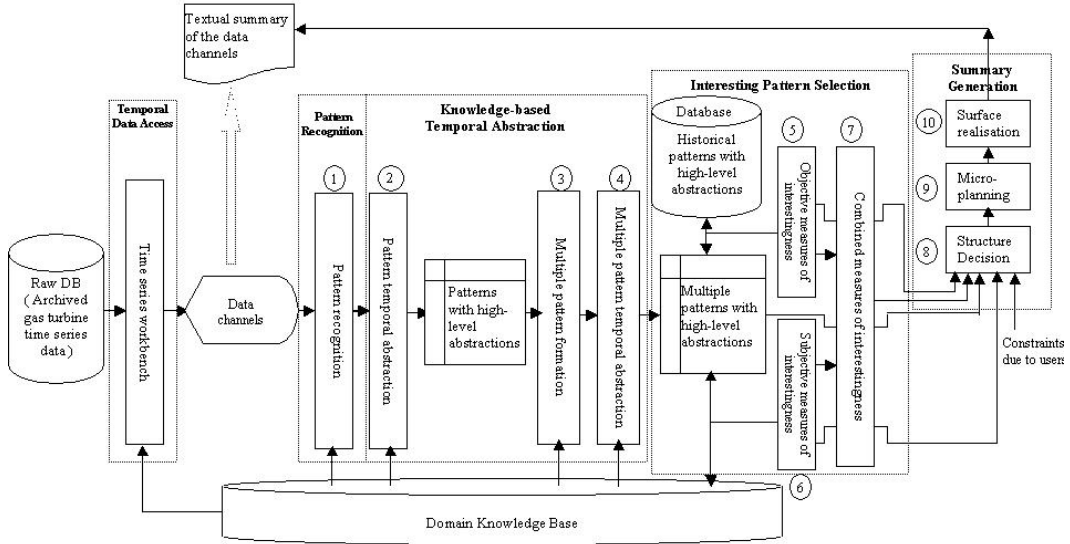 Textual summary
of the data
channels
Temporal
Data Access
Pattern
Recognition
Knowledge-based
Temporal Abstraction
Interesting Pattern Selection
Summary
Generation
Raw DB
( Archived
gas turbine
time series
data)
Time series workbench
Data
channels
1
Pattern recognition
2
Pattern temporal abstraction
Patterns
with high-
level
abstractions
3
Multiple pattern formation
4
Multiple pattern temporal abstraction
Database
Historical
patterns with
high-level
abstractions
Multiple
patterns with
high-level
abstractions
5
Objective measures of
interestingness
Subjective measures of
interestingness
6
7
Combined measures of interestingness
10
Surface
realisation
9
Micro-
planning
8
Structure
Decision
Constraints
due to users
Domain Knowledge Base